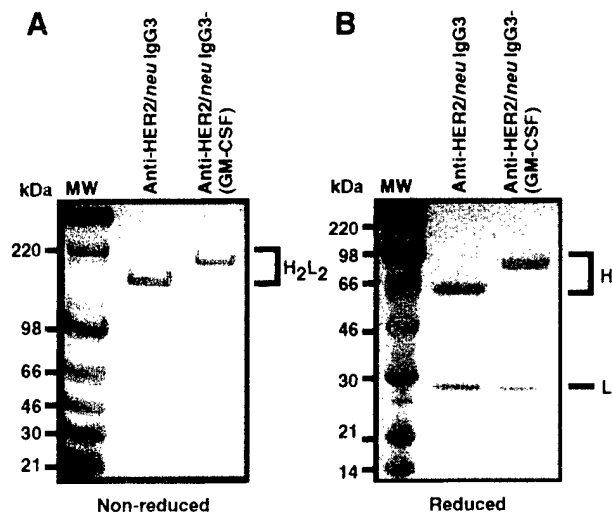 A
Anti-HER2/neu IgG3
Anti-HER2/neu IgG3-
(GM-CSF)
kDa MW
220
98
66
46
30
21
H2L2
Non-reduced
B
Anti-HER2/neu IgG3
Anti-HER2/neu IgG3-
(GM-CSF)
kDa MW
220
98
66
46
30
21
14
H
L
Reduced